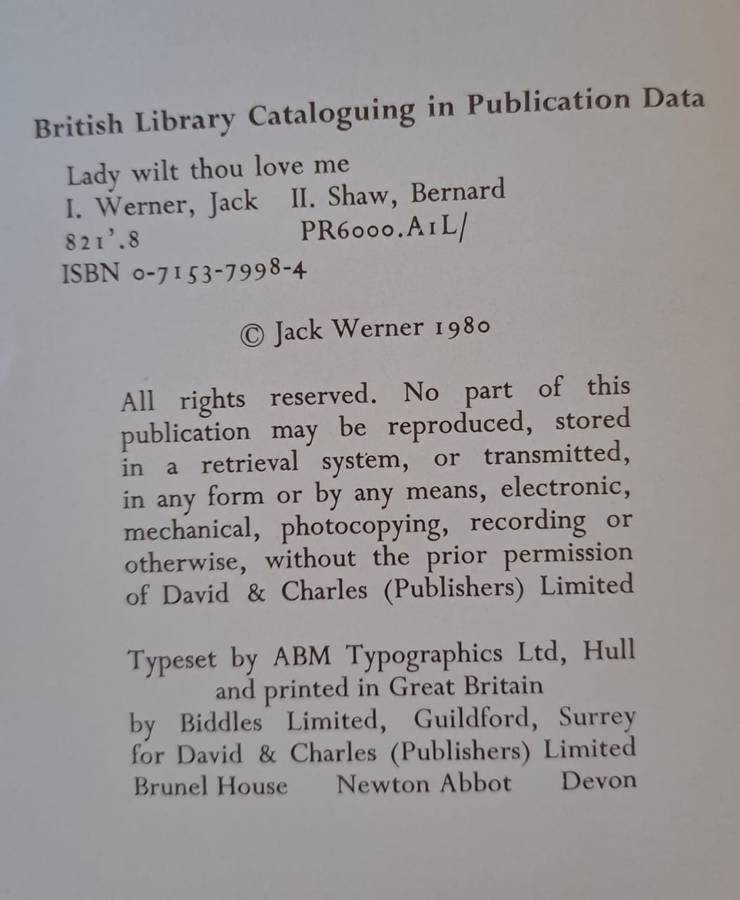 British Library Cataloguing in Publication Data
Lady wilt thou love me
I. Werner, Jack II. Shaw, Bernard
821'.8 PR6000.A1L/
ISBN 0-7153-7998-4
© Jack Werner 1980
All rights reserved. No part of this
publication may be reproduced, stored
in a retrieval system, or transmitted,
in any form or by any means, electronic,
mechanical, photocopying, recording or
otherwise, without the prior permission
of David & Charles (Publishers) Limited
Typeset by ABM Typographics Ltd, Hull
and printed in Great Britain
by Biddles Limited, Guildford, Surrey
for David & Charles (Publishers) Limited
Brunel House Newton Abbot Devon